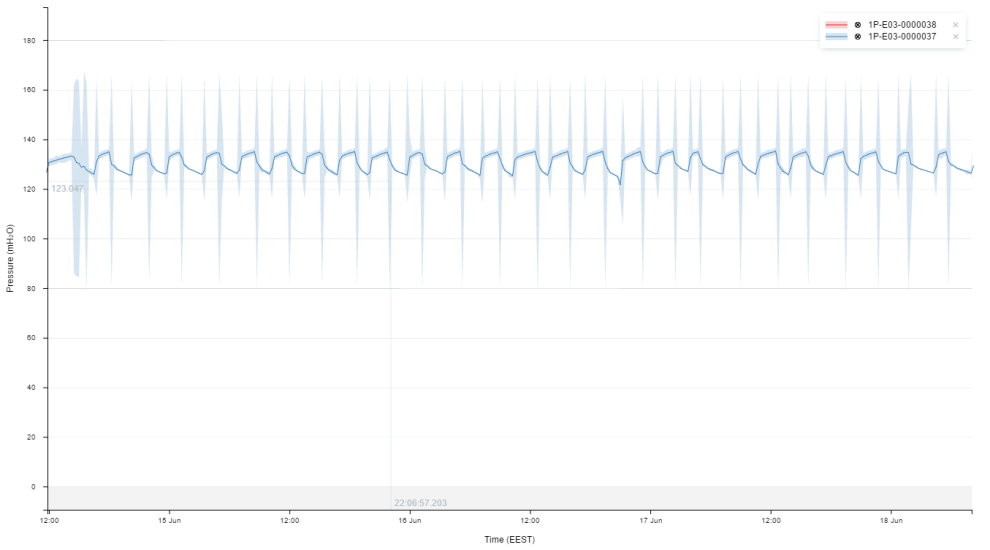 1P-E03-0000038
1P-E03-0000037
180
160
140
123.047
120
100
80
60
40
20
0
Pressure (mH₂O)
22:06:57.203
12:00 15 Jun 12:00 16 Jun 12:00 17 Jun 12:00 18 Jun
Time (EEST)